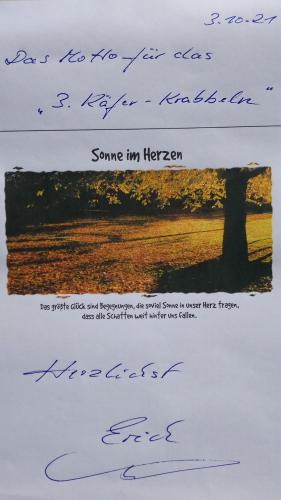 3.10.21
Das Motto für das
„3. Käfer-Krabbeln"
Sonne im Herzen
Das größte Glück sind Begegnungen, die soviel Sonne in unser Herz tragen,
dass alle Schatten weit hinter uns fallen.
Herzlichst
Erich